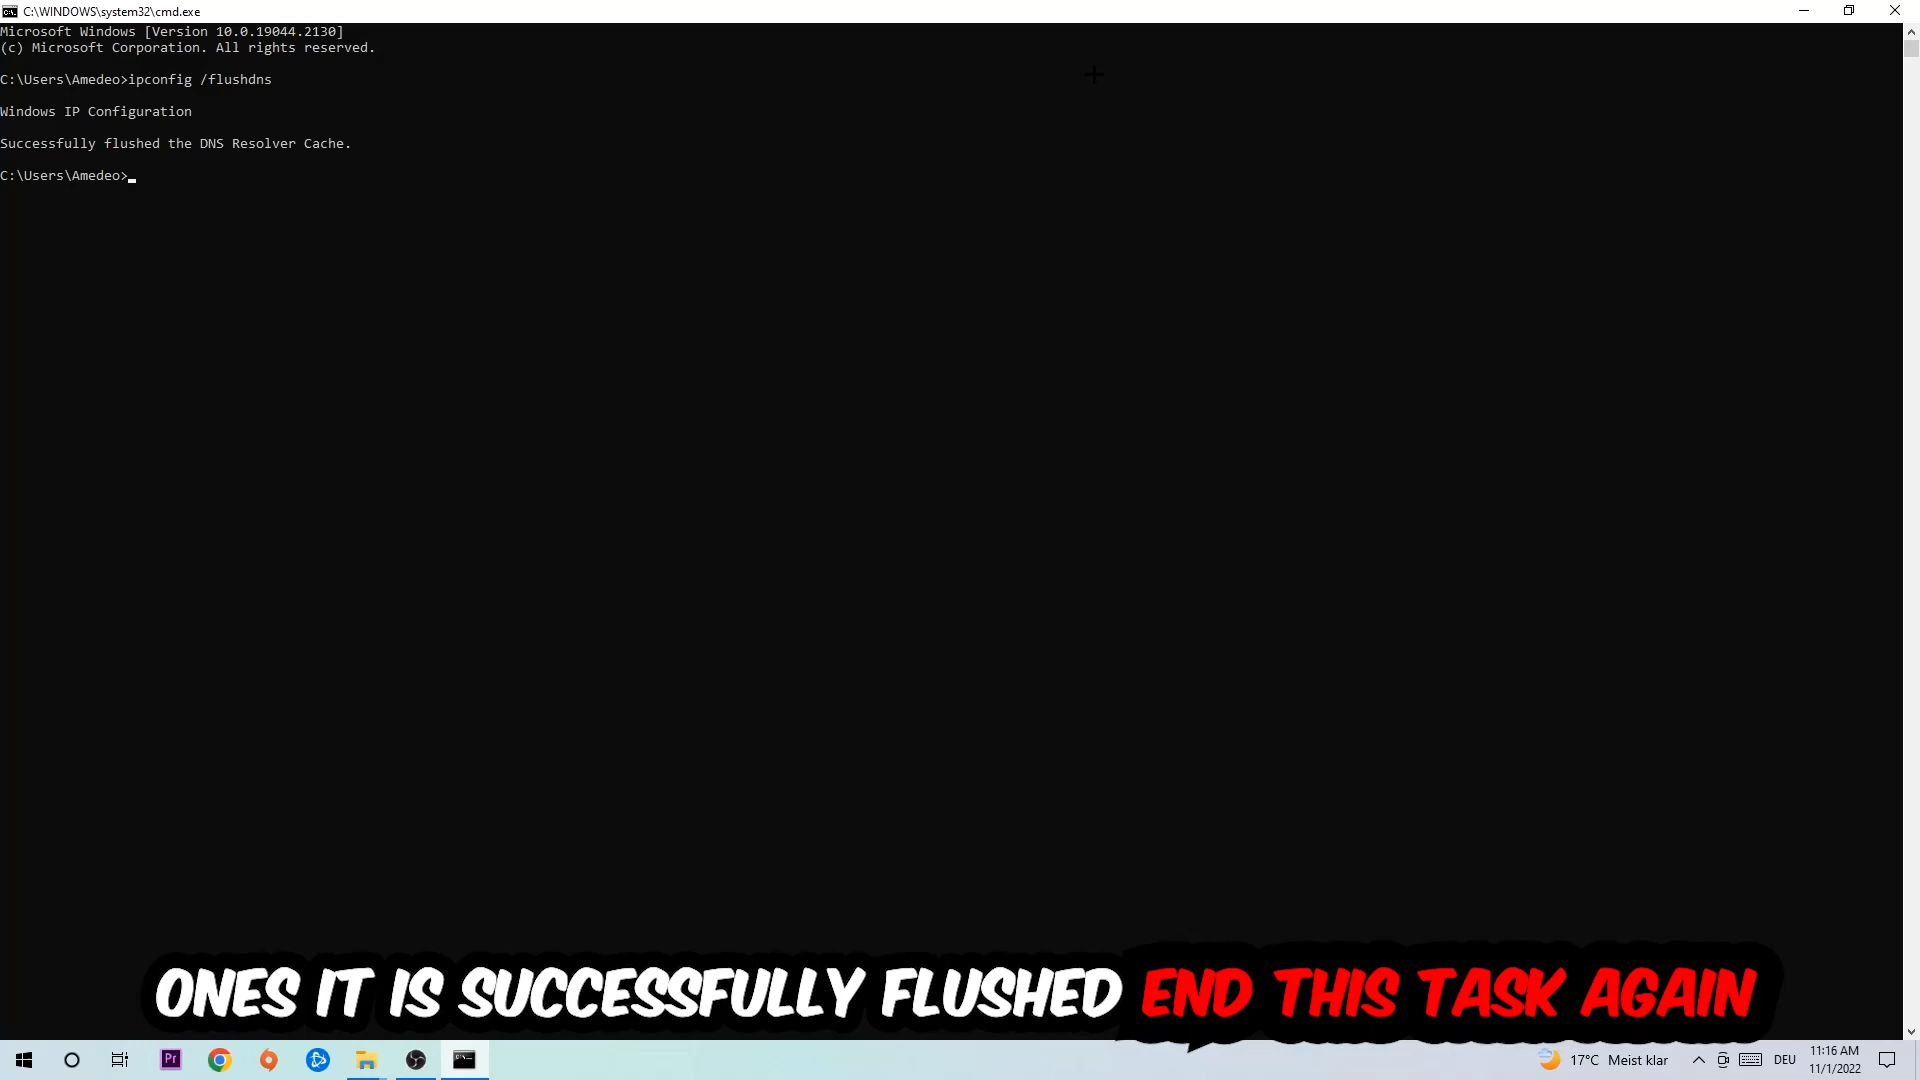 C:\WINDOWS\system32\cmd.exe
Microsoft Windows [Version 10.0.19044.2130]
(c) Microsoft Corporation. All rights reserved.
C:\Users\Amedeo>ipconfig /flushdns
Windows IP Configuration
Successfully flushed the DNS Resolver Cache.
C:\Users\Amedeo>
ONES IT IS SUCCESSFULLY FLUSHED END THIS TASK AGAIN
Pr
17°C Meist klar
DEU
11:16 AM
11/1/2022